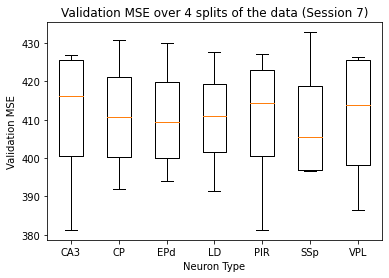 Validation MSE over 4 splits of the data (Session 7)
Validation MSE
430
420
410
400
390
380
CA3 CP EPd LD PIR SSp VPL
Neuron Type